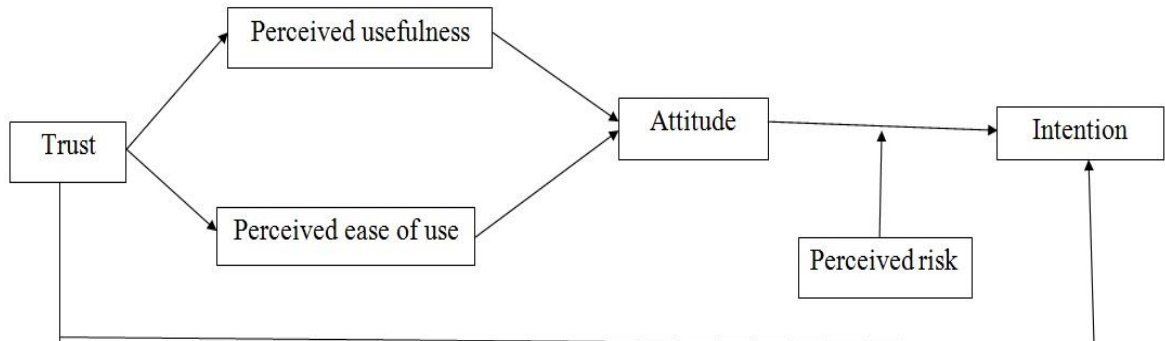 Perceived usefulness
Attitude
Intention
Trust
Perceived ease of use
Perceived risk